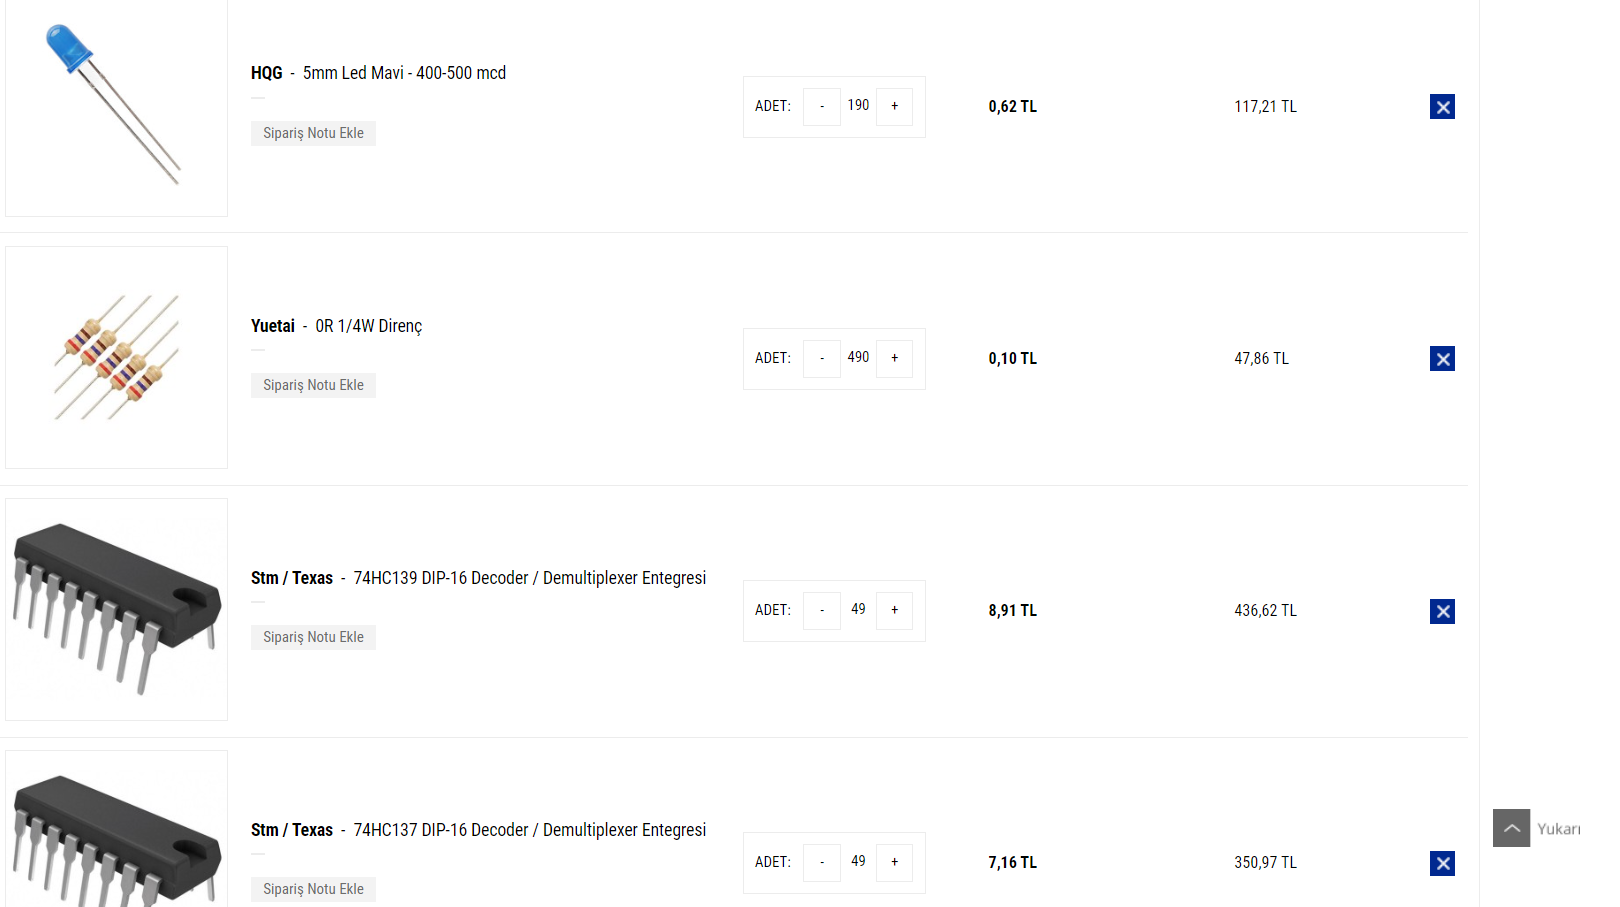 HQG - 5mm Led Mavi - 400-500 mcd
Sipariş Notu Ekle
ADET: - 190 +
0,62 TL
117,21 TL
Yuetai - 0R 1/4W Direnç
Sipariş Notu Ekle
ADET: - 490 +
0,10 TL
47,86 TL
Stm / Texas - 74HC139 DIP-16 Decoder / Demultiplexer Entegresi
Sipariş Notu Ekle
ADET: - 49 +
8,91 TL
436,62 TL
Stm / Texas - 74HC137 DIP-16 Decoder / Demultiplexer Entegresi
Sipariş Notu Ekle
ADET: - 49 +
7,16 TL
350,97 TL
Yukarı